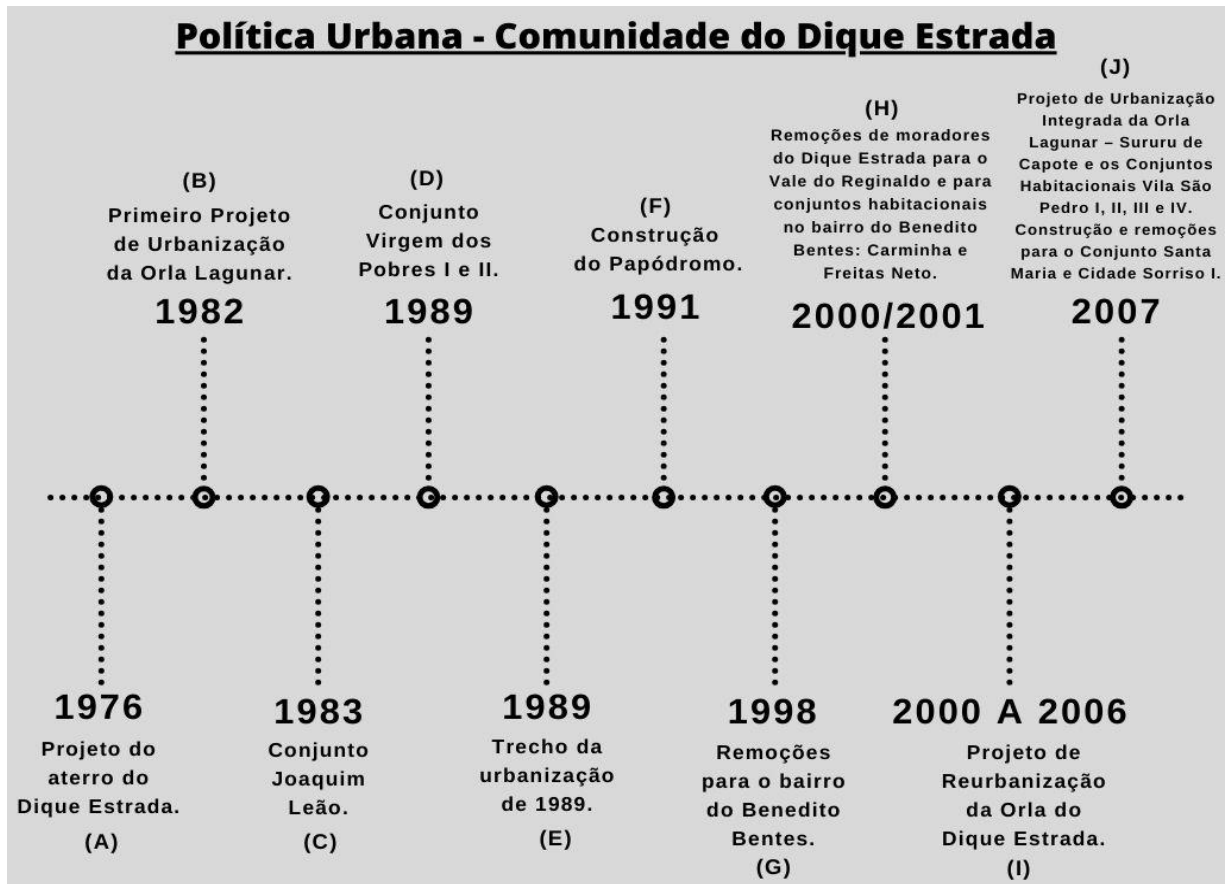 Política Urbana - Comunidade do Dique Estrada
(A)
1976
Projeto do
aterro do
Dique Estrada.
(B)
Primeiro Projeto
de Urbanização
da Orla Lagunar.
1982
1983
Conjunto
Joaquim
Leão.
(C)
(D)
Conjunto
Virgem dos
Pobres I e II.
1989
1989
Trecho da
urbanização
de 1989.
(E)
(F)
Construção
do Papódromo.
1991
1998
Remoções
para o bairro
do Benedito
Bentes.
(G)
(H)
Remoções de moradores
do Dique Estrada para o
Vale do Reginaldo e para
conjuntos habitacionais
no bairro do Benedito
Bentes: Carminha e
Freitas Neto.
2000/2001
2000 A 2006
Projeto de
Reurbanização
da Orla do
Dique Estrada.
(I)
(J)
Projeto de Urbanização
Integrada da Orla
Lagunar – Sururu de
Capote e os Conjuntos
Habitacionais Vila São
Pedro I, II, III e IV.
Construção e remoções
para o Conjunto Santa
Maria e Cidade Sorriso I.
2007